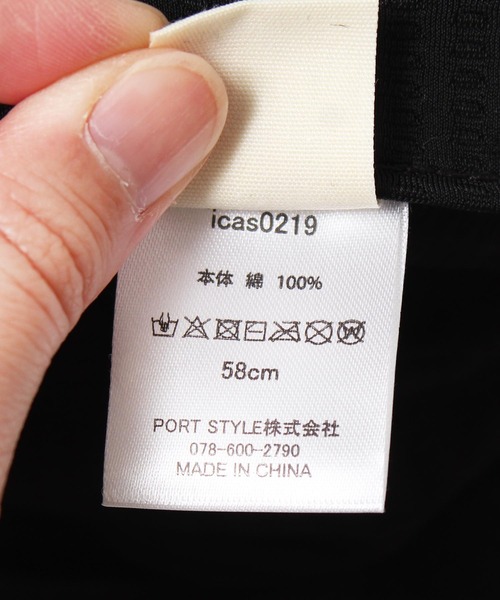 icas0219
本体 綿 100%
58cm
PORT STYLE株式会社
078-600-2790
MADE IN CHINA